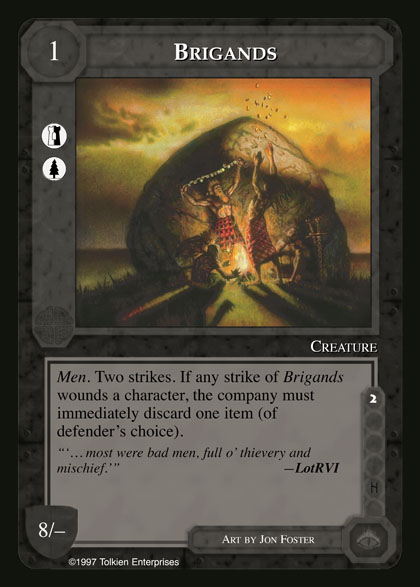 1
BRIGANDS
CREATURE
Men. Two strikes. If any strike of Brigands
wounds a character, the company must
immediately discard one item (of
defender’s choice).
“‘… most were bad men, full o’ thievery and
mischief.’”
—LotRVI
2
8/–
ART BY JON FOSTER
©1997 Tolkien Enterprises